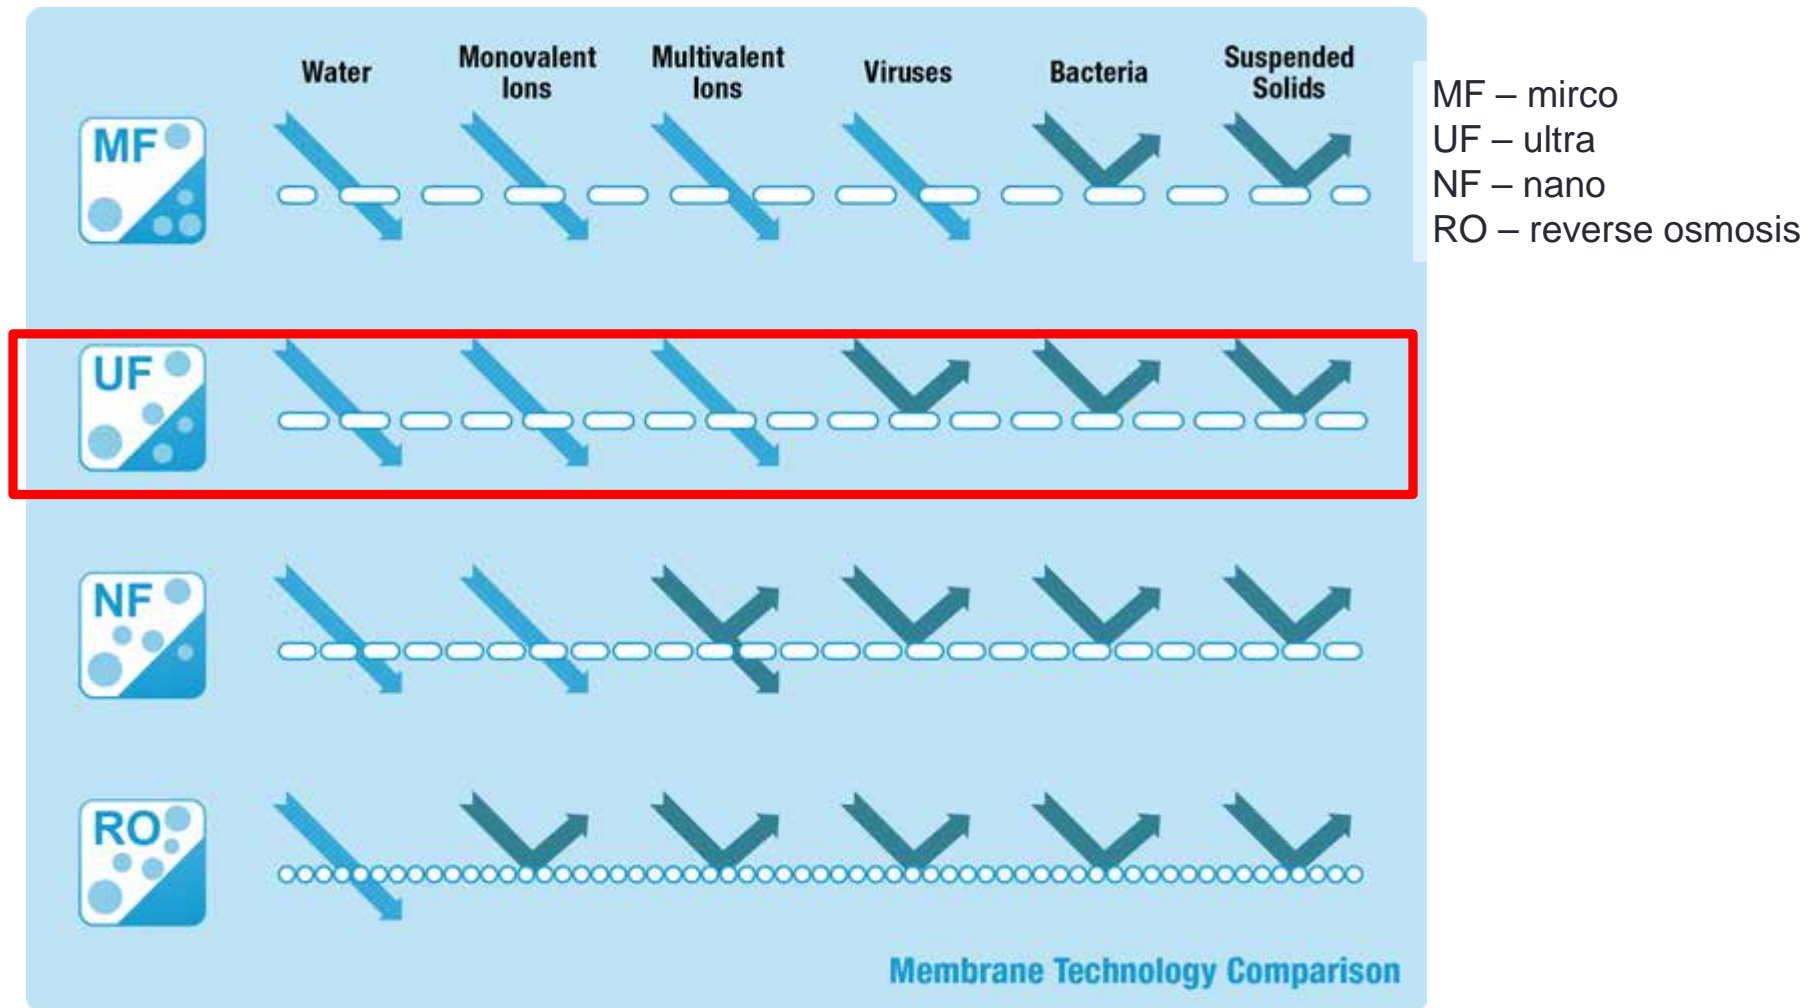 Water
Monovalent
Ions
Multivalent
Ions
Viruses
Bacteria
Suspended
Solids
MF
MF – mirco
UF – ultra
NF – nano
RO – reverse osmosis
UF
NF
RO
Membrane Technology Comparison